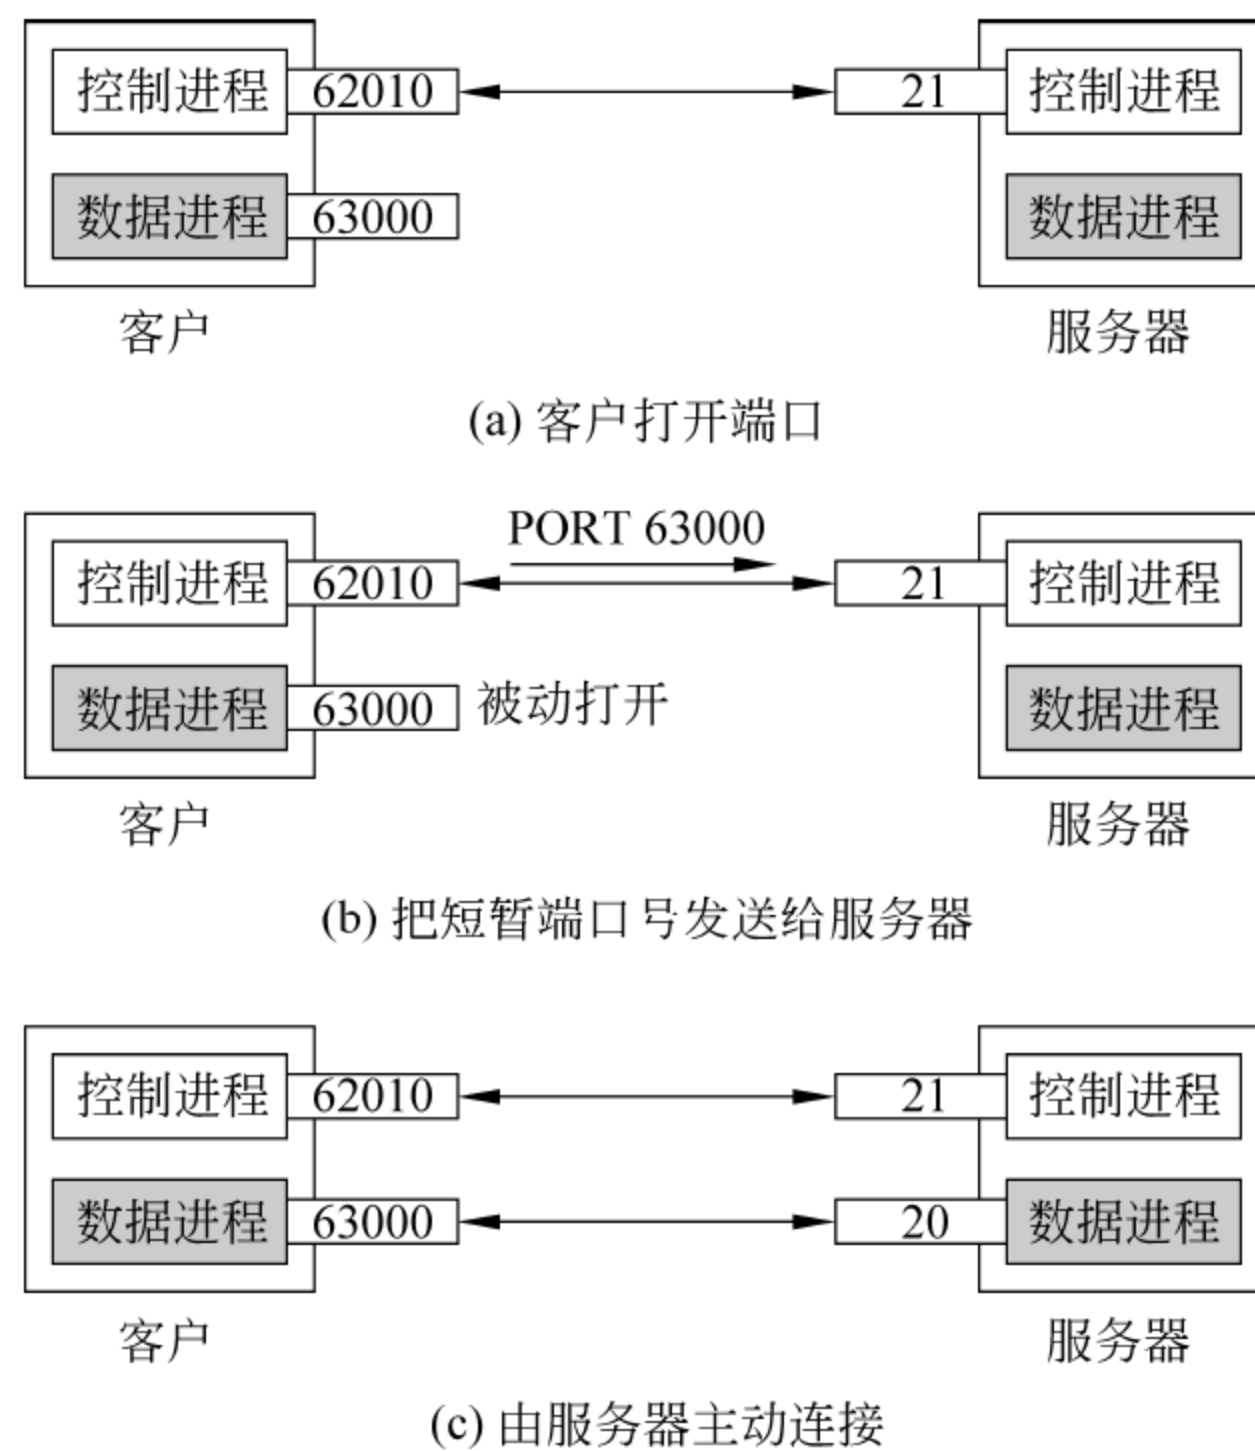 控制进程 62010 21 控制进程
数据进程 63000 数据进程
客户 服务器
(a) 客户打开端口
PORT 63000
控制进程 62010 21 控制进程
数据进程 63000 被动打开 数据进程
客户 服务器
(b) 把短暂端口号发送给服务器
控制进程 62010 21 控制进程
数据进程 63000 20 数据进程
客户 服务器
(c) 由服务器主动连接